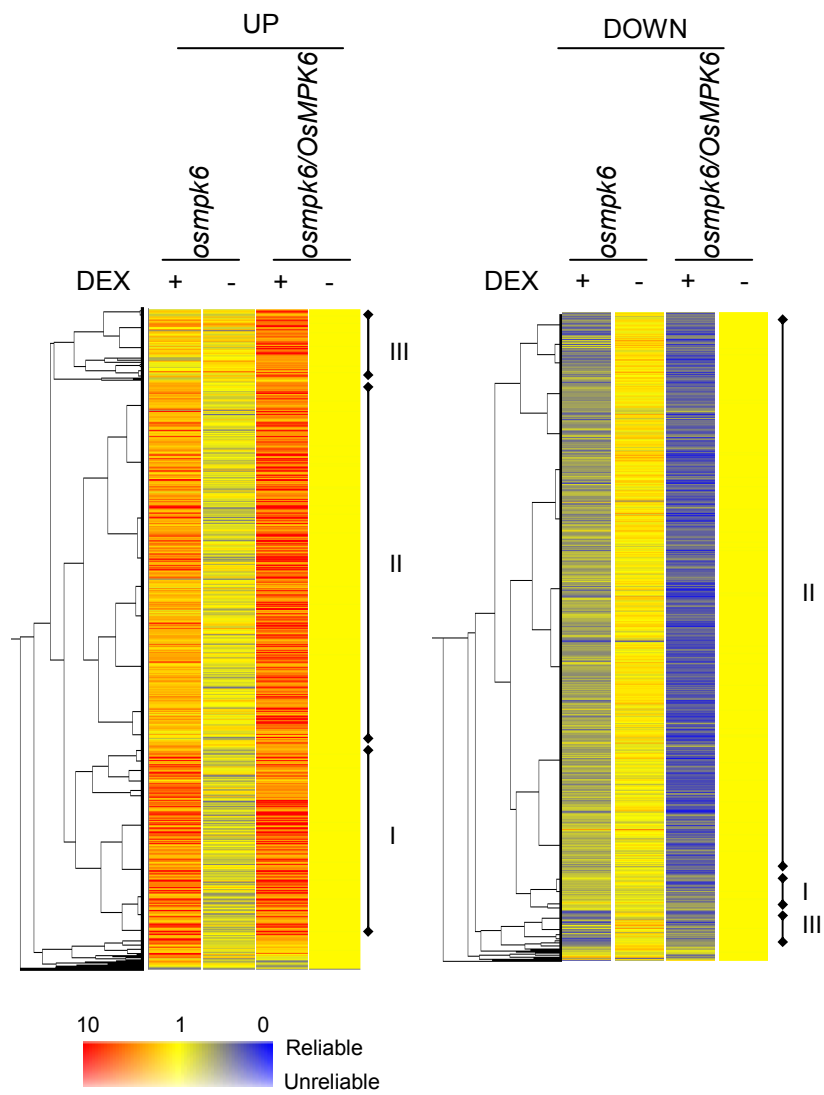 UP
DOWN
osmpk6
osmpk6/OsMPK6
osmpk6
osmpk6/OsMPK6
DEX + - + -
DEX + - + -
III
II
I
II
I
III
10 1 0
Reliable
Unreliable